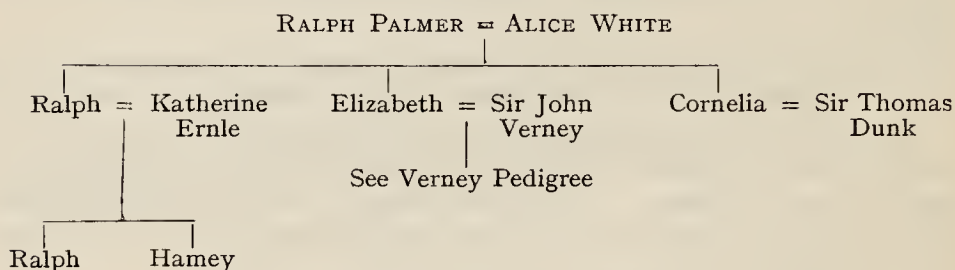 RALPH PALMER = ALICE WHITE
Ralph = Katherine Ernle
Elizabeth = Sir John Verney
Cornelia = Sir Thomas Dunk
See Verney Pedigree
Ralph Hamey